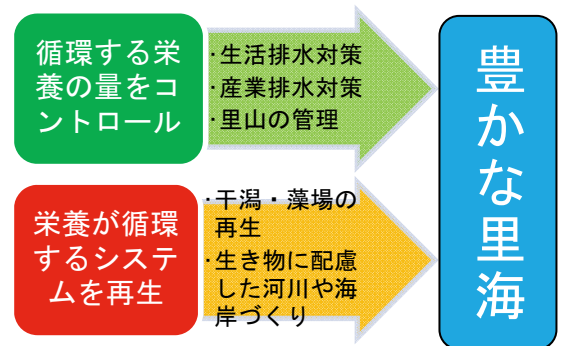 循環する栄
養の量をコ
ントロール
・生活排水対策
・産業排水対策
・里山の管理
栄養が循環
するシステ
ムを再生
・干潟・藻場の
再生
・生き物に配慮
した河川や海
岸づくり
豊かな里海